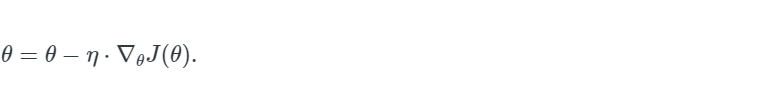 θ = θ − η · ∇_θ J(θ).